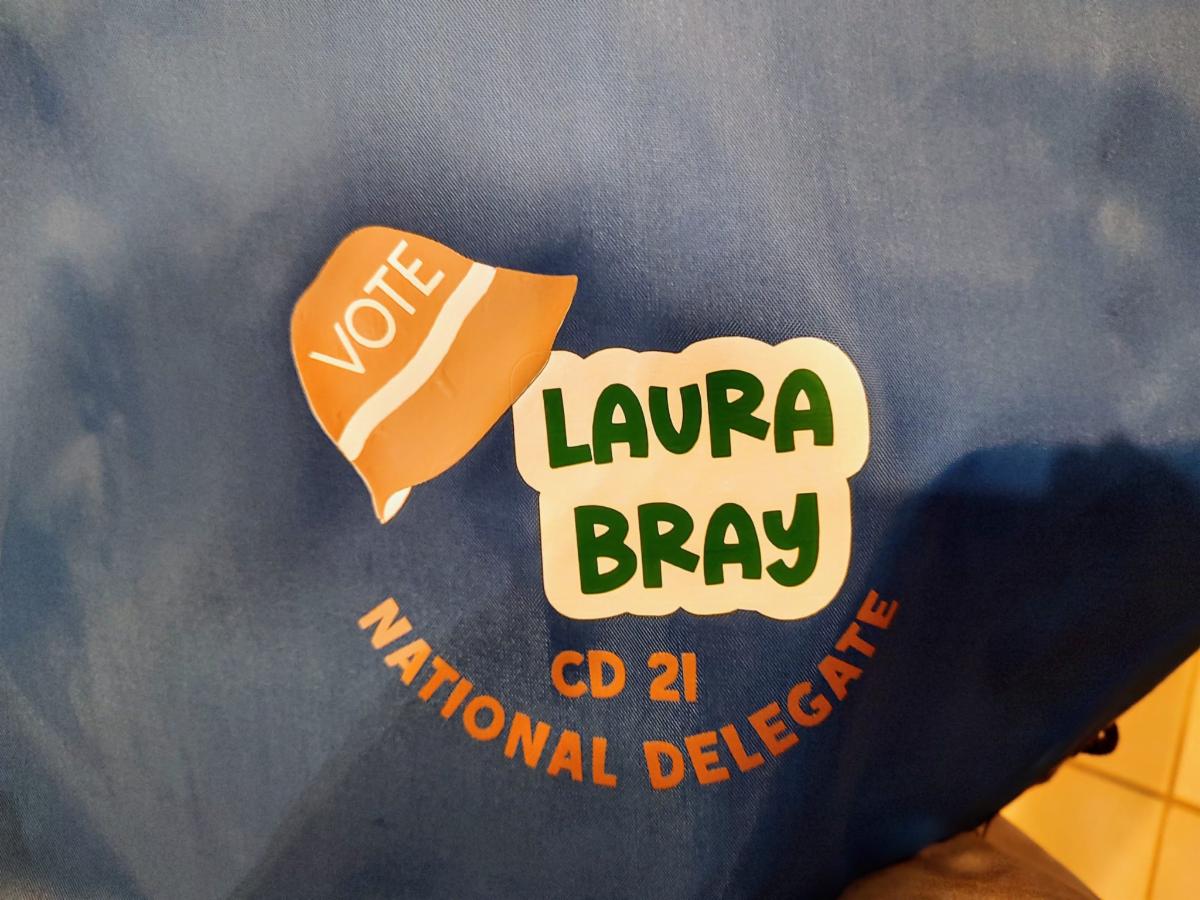 VOTE
LAURA
BRAY
CD 21
NATIONAL DELEGATE